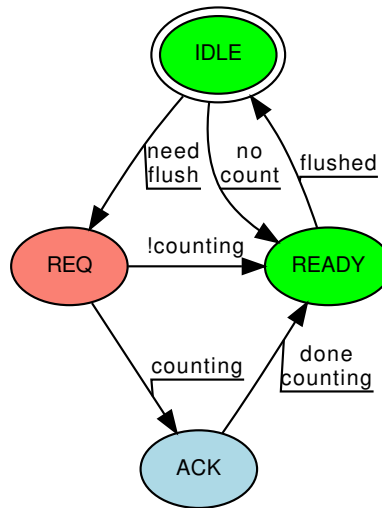 IDLE
need
flush
no
count
flushed
REQ
!counting
READY
counting
done
counting
ACK